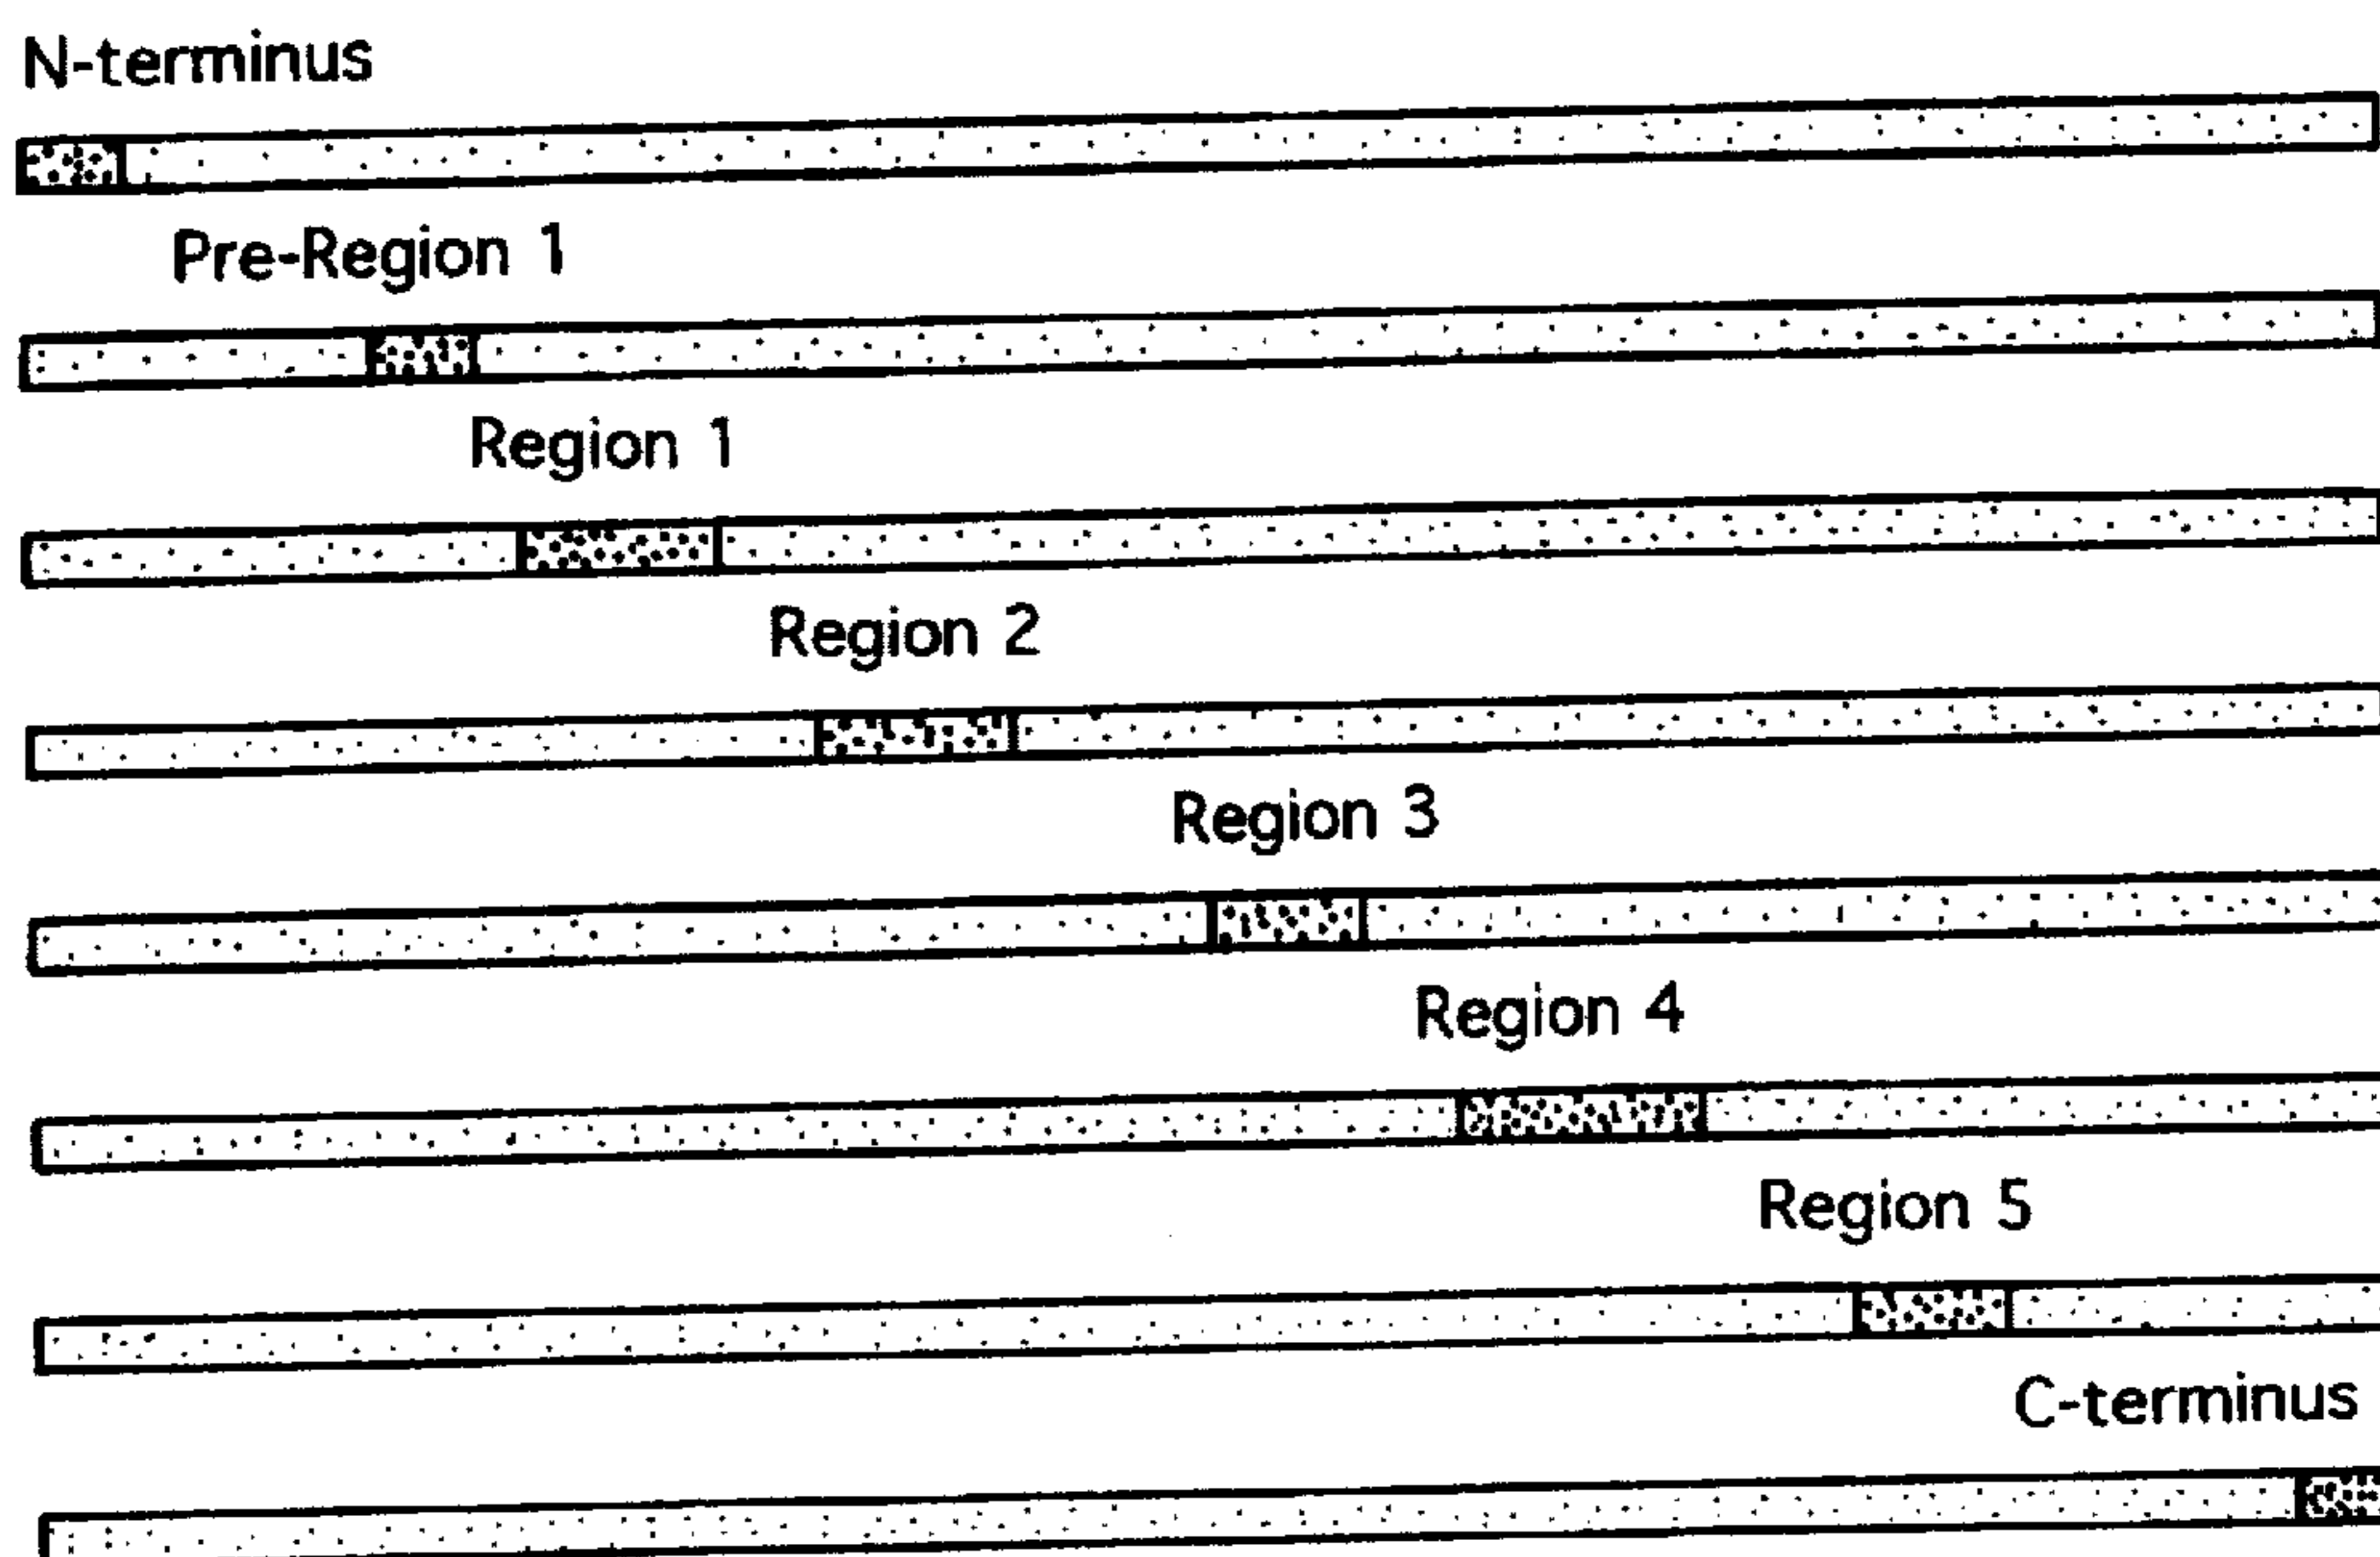 N-terminus
Pre-Region 1
Region 1
Region 2
Region 3
Region 4
Region 5
C-terminus